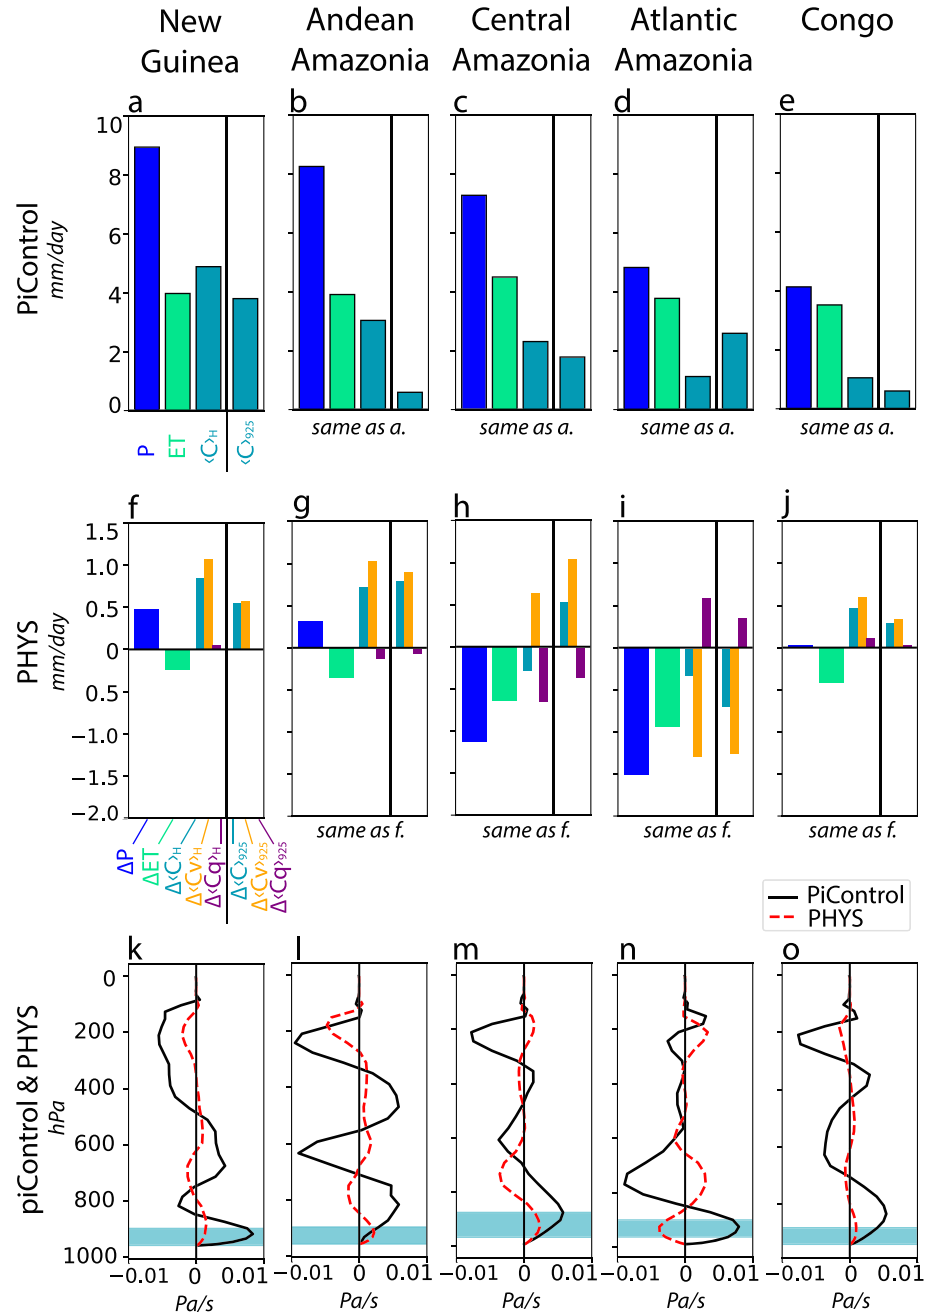 New
Guinea
Andean
Amazonia
Central
Amazonia
Atlantic
Amazonia
Congo
a
b
c
d
e
PiControl
mm/day
10
8
6
4
2
0
P
ET
‹C›H
‹C›925
same as a.
same as a.
same as a.
same as a.
f
g
h
i
j
PHYS
mm/day
1.5
1.0
0.5
0
−0.5
−1.0
−1.5
−2.0
ΔP
ΔET
Δ‹C›H
Δ‹Cv›H
Δ‹Cq›H
Δ‹C›925
Δ‹Cv›925
Δ‹Cq›925
same as f.
same as f.
same as f.
same as f.
PiControl
PHYS
k
l
m
n
o
piControl & PHYS
hPa
0
200
400
600
800
1000
−0.01 0 0.01
−0.01 0 0.01
−0.01 0 0.01
−0.01 0 0.01
−0.01 0 0.01
Pa/s
Pa/s
Pa/s
Pa/s
Pa/s